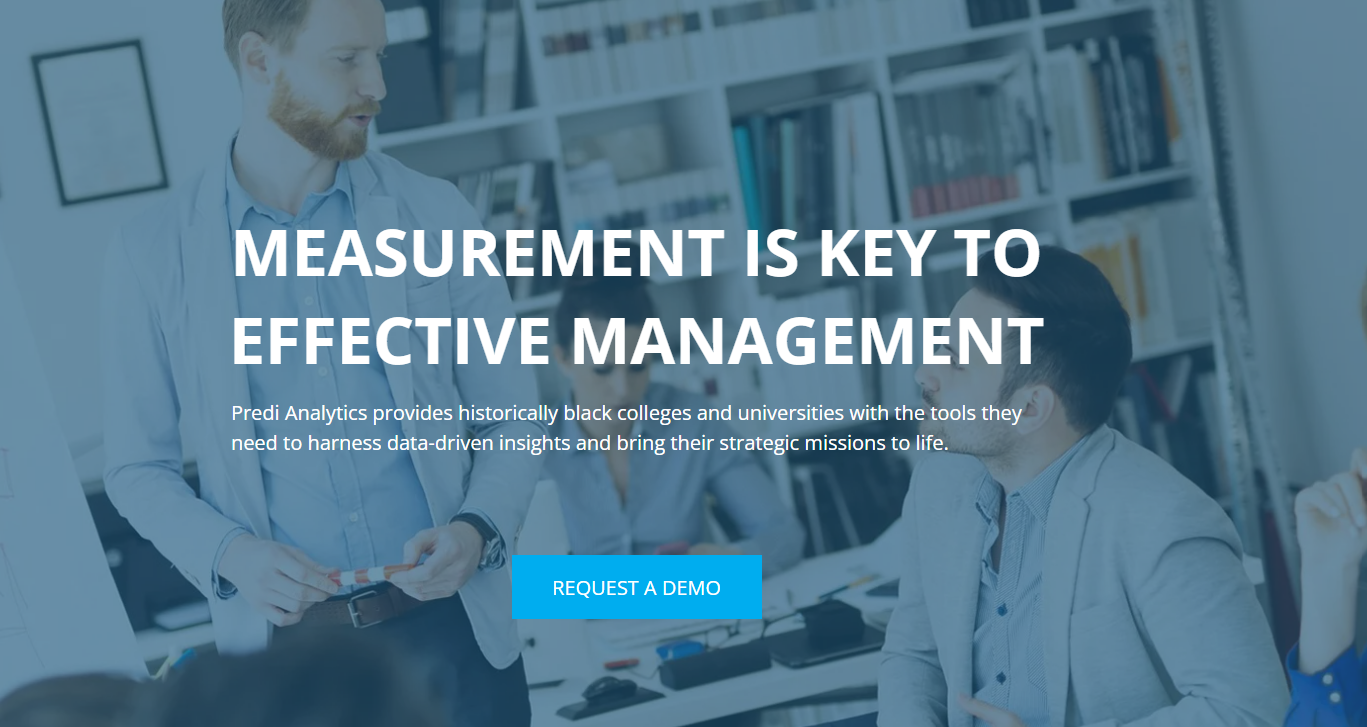 MEASUREMENT IS KEY TO
EFFECTIVE MANAGEMENT
Predi Analytics provides historically black colleges and universities with the tools they
need to harness data-driven insights and bring their strategic missions to life.
REQUEST A DEMO